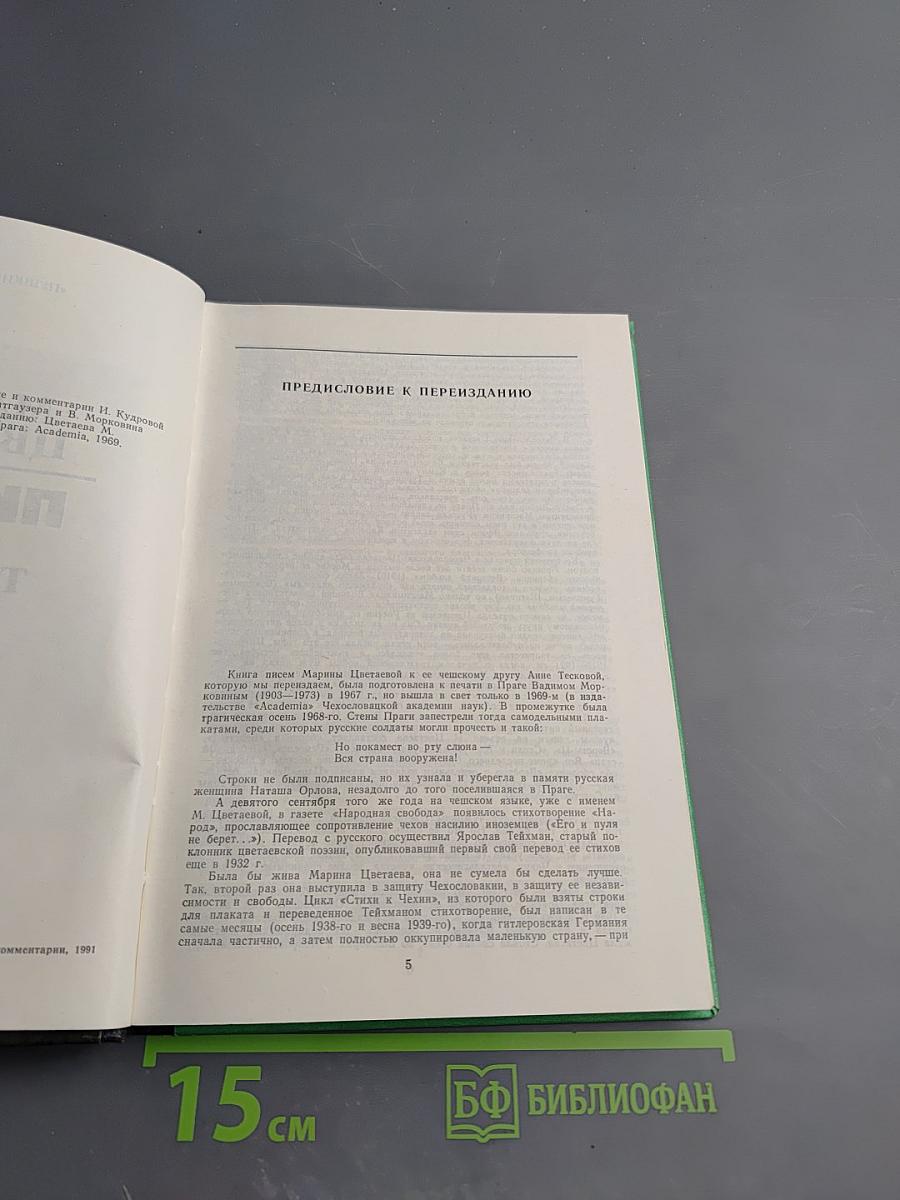 е и комментарии И. Кудровой
тгаузера и В. Морковина
данию: Цветаева М.
рага: Academia, 1969.
комментарии, 1991
ПРЕДИСЛОВИЕ К ПЕРЕИЗДАНИЮ
Книга писем Марины Цветаевой к ее чешскому другу Анне Тесковой,
которую мы переиздаем, была подготовлена к печати в Праге Вадимом Мор-
ковиным (1903—1973) в 1967 г., но вышла в свет только в 1969-м (в изда-
тельстве «Academia» Чехословацкой академии наук). В промежутке была
трагическая осень 1968-го. Стены Праги запестрели тогда самодельными пла-
катами, среди которых русские солдаты могли прочесть и такой:
Но покамест во рту слюна —
Вся страна вооружена!
Строки не были подписаны, но их узнала и уберегла в памяти русская
женщина Наташа Орлова, незадолго до того поселившаяся в Праге.
А девятого сентября того же года на чешском языке, уже с именем
М. Цветаевой, в газете «Народная свобода» появилось стихотворение «На-
род», прославляющее сопротивление чехов насилию иноземцев («Его и пуля
не берет. . .»). Перевод с русского осуществил Ярослав Тейхман, старый по-
клонник цветаевской поэзии, опубликовавший первый свой перевод ее стихов
еще в 1932 г.
Была бы жива Марина Цветаева, она не сумела бы сделать лучше.
Так, второй раз она выступила в защиту Чехословакии, в защиту ее незави-
симости и свободы. Цикл «Стихи к Чехии», из которого были взяты строки
для плаката и переведенное Тейхманом стихотворение, был написан в те
самые месяцы (осень 1938-го и весна 1939-го), когда гитлеровская Германия
сначала частично, а затем полностью оккупировала маленькую страну, — при
5
15 см
БФ БИБЛИОФАН